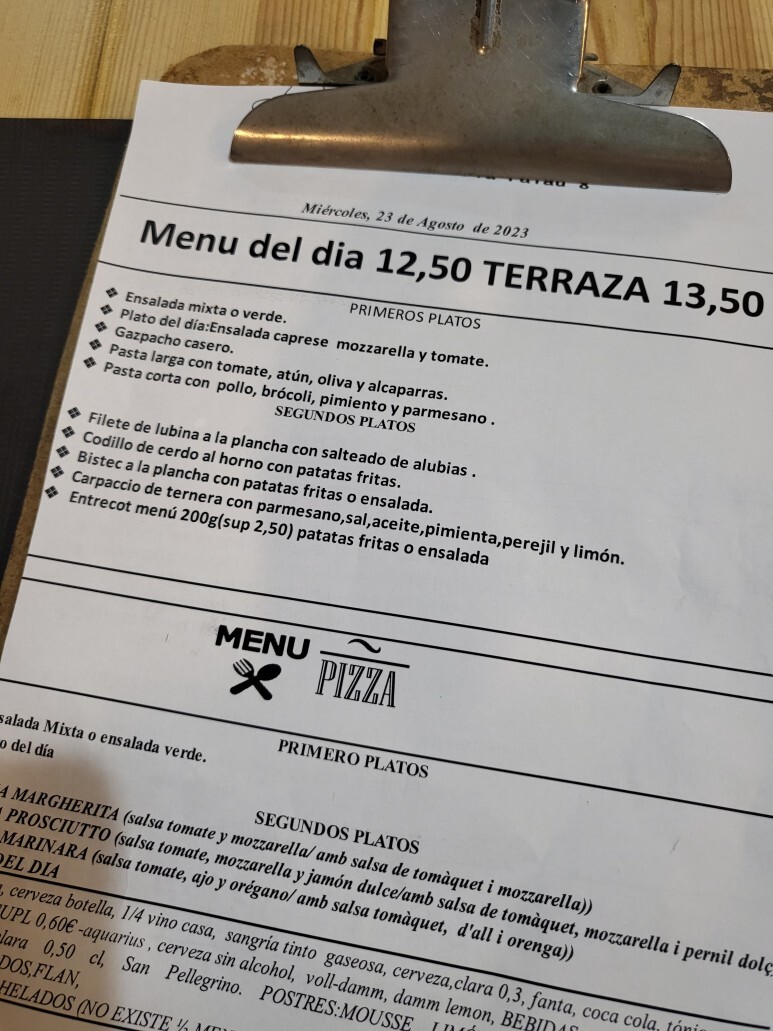 Miércoles, 23 de Agosto de 2023
Menu del dia 12,50 TERRAZA 13,50
PRIMEROS PLATOS
❖ Ensalada mixta o verde.
❖ Plato del día:Ensalada caprese mozzarella y tomate.
❖ Gazpacho casero.
❖ Pasta larga con tomate, atún, oliva y alcaparras.
❖ Pasta corta con pollo, brócoli, pimiento y parmesano .
SEGUNDOS PLATOS
❖ Filete de lubina a la plancha con salteado de alubias .
❖ Codillo de cerdo al horno con patatas fritas.
❖ Bistec a la plancha con patatas fritas o ensalada.
❖ Carpaccio de ternera con parmesano,sal,aceite,pimienta,perejil y limón.
❖ Entrecot menú 200g(sup 2,50) patatas fritas o ensalada
MENU PIZZA
PRIMERO PLATOS
salada Mixta o ensalada verde.
o del día
SEGUNDOS PLATOS
A MARGHERITA (salsa tomate y mozzarella/ amb salsa de tomàquet i mozzarella))
PROSCIUTTO (salsa tomate, mozzarella y jamón dulce/amb salsa de tomàquet, mozzarella i pernil dolç
MARINARA (salsa tomate, ajo y orégano/ amb salsa tomàquet, d'all i orenga))
DEL DIA
, cerveza botella, 1/4 vino casa, sangría tinto gaseosa, cerveza,clara 0,3, fanta, coca cola, tónic
UPL 0,60€ -aquarius , cerveza sin alcohol, voll-damm, damm lemon, BEBIDAS
clara 0,50 cl, San Pellegrino. POSTRES:MOUSSE LIMÓ
DOS,FLAN,
HELADOS (NO EXISTE ½ MEN